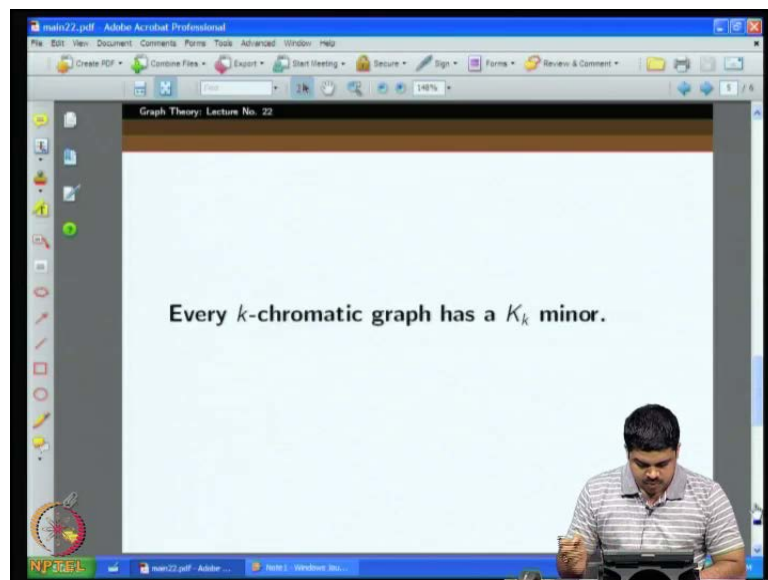 main22.pdf - Adobe Acrobat Professional
File Edit View Document Comments Forms Tools Advanced Window Help
Create PDF Combine Files Export Start Meeting Secure Sign Forms Review & Comment
148% 5 / 6
Graph Theory: Lecture No. 22
Every k-chromatic graph has a K_k minor.
NPTEL main22.pdf - Adobe ... Note1 - Windows Jou...